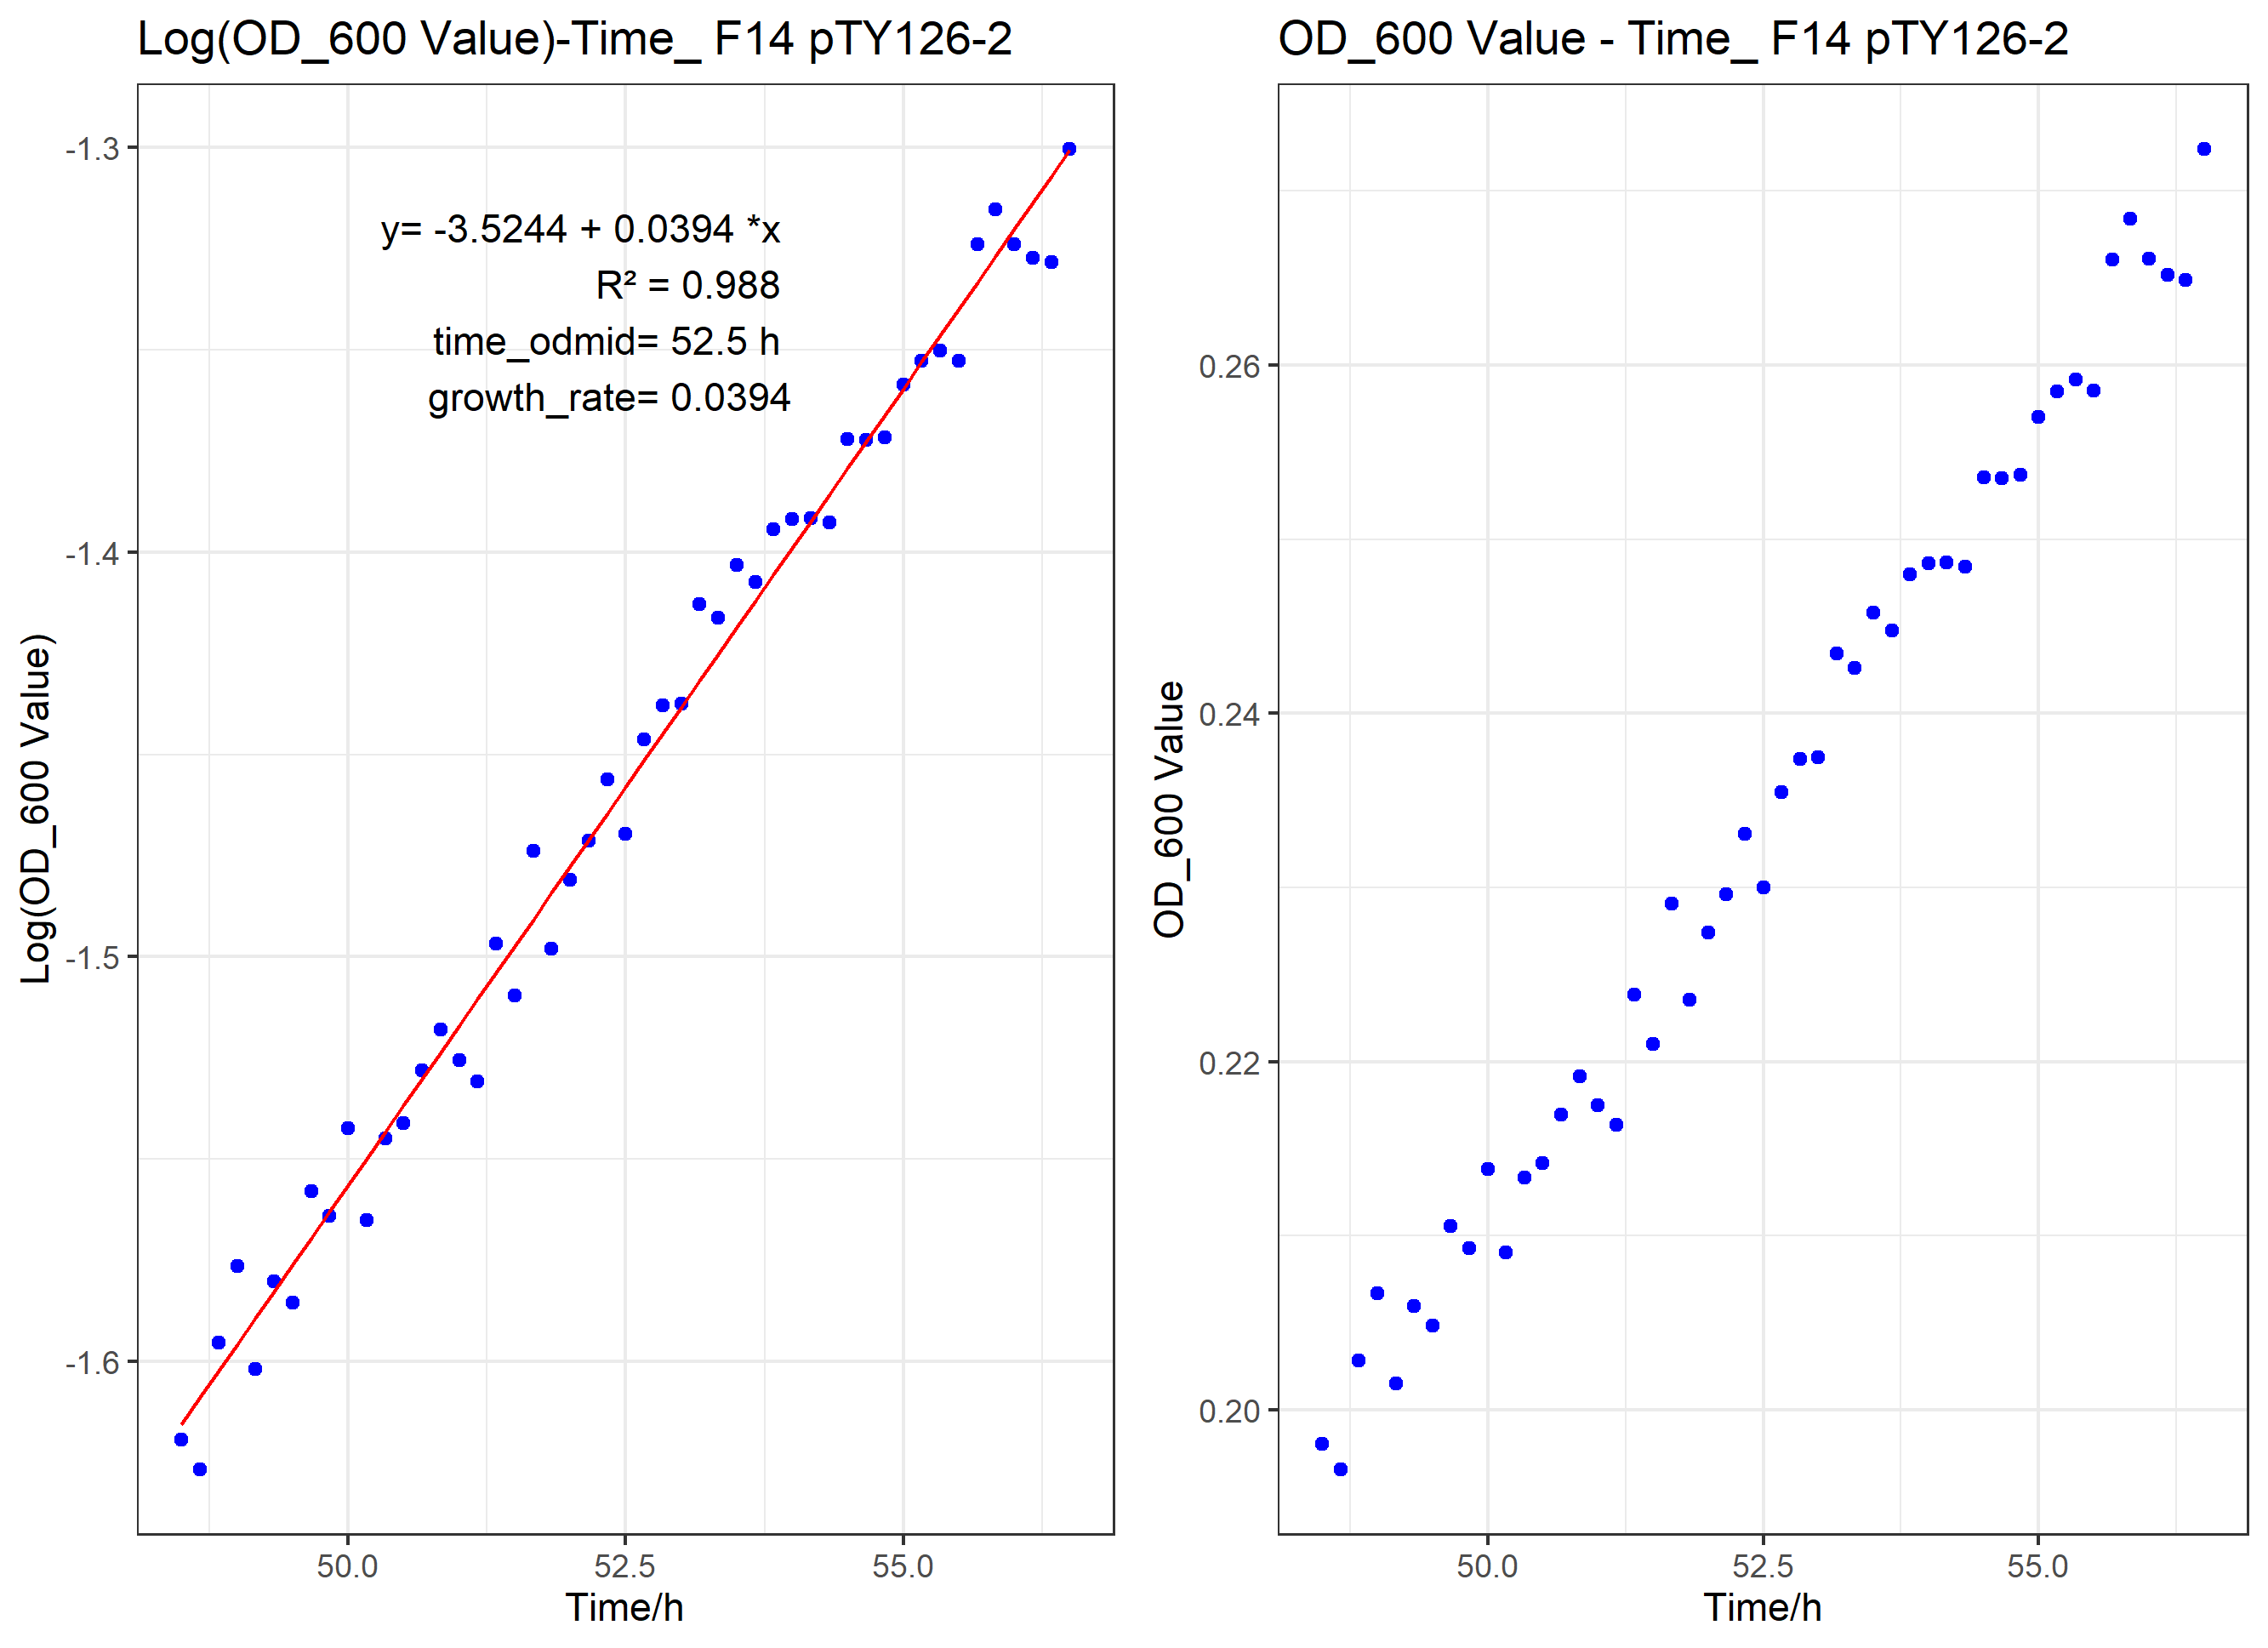 Log(OD_600 Value)-Time_ F14 pTY126-2
-1.3
-1.4
-1.5
-1.6
Log(OD_600 Value)
y= -3.5244 + 0.0394 *x
R² = 0.988
time_odmid= 52.5 h
growth_rate= 0.0394
50.0
52.5
55.0
Time/h
OD_600 Value - Time_ F14 pTY126-2
0.26
0.24
0.22
0.20
OD_600 Value
50.0
52.5
55.0
Time/h